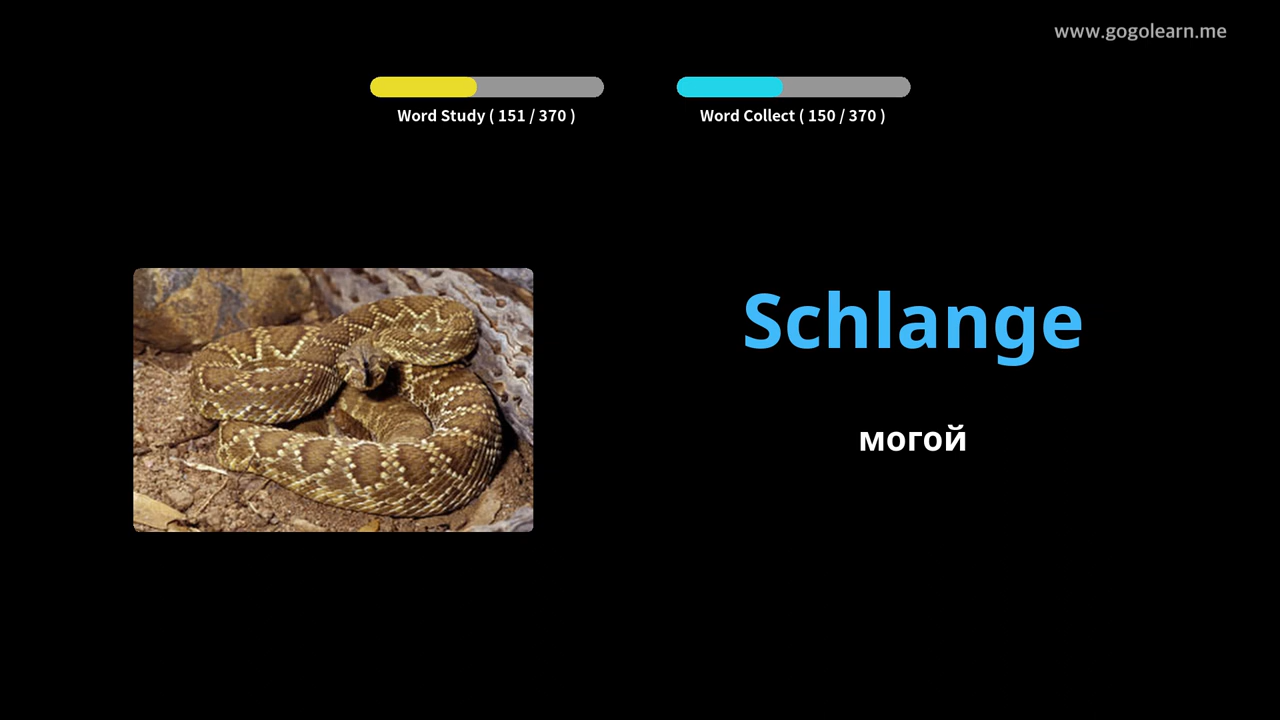 www.gogolearn.me
Word Study ( 151 / 370 )
Word Collect ( 150 / 370 )
Schlange
могой